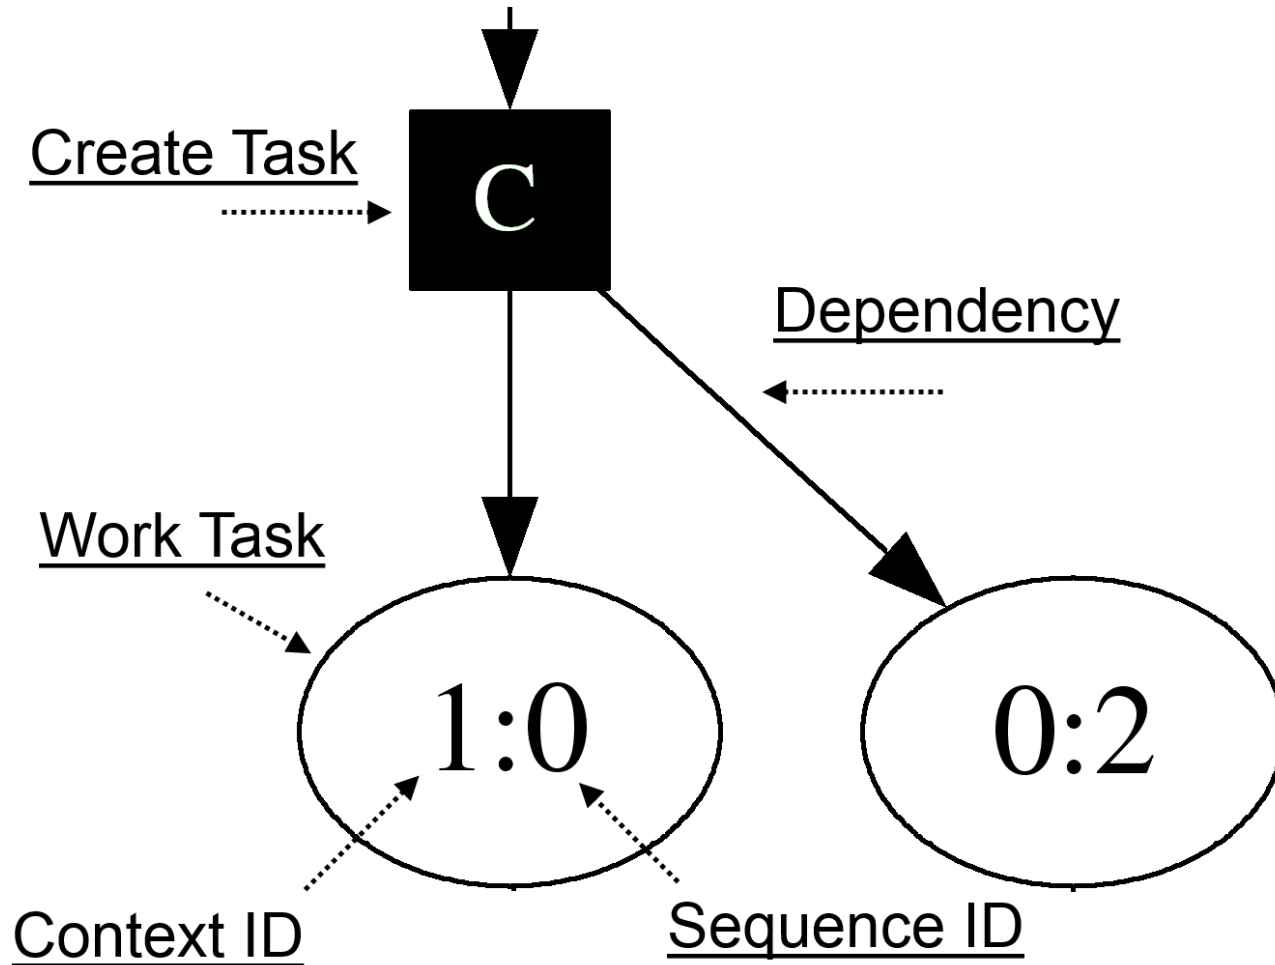 Create Task
C
Dependency
Work Task
1:0
0:2
Context ID
Sequence ID